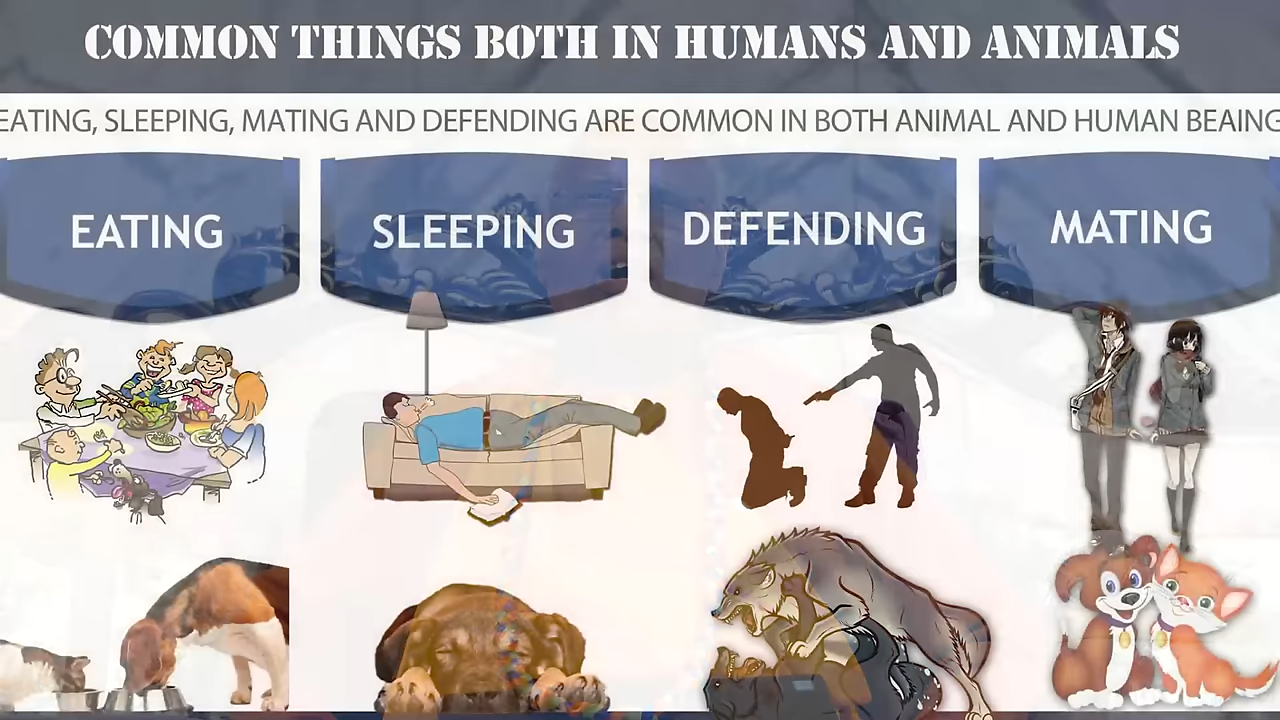 COMMON THINGS BOTH IN HUMANS AND ANIMALS
EATING, SLEEPING, MATING AND DEFENDING ARE COMMON IN BOTH ANIMAL AND HUMAN BEAING
EATING
SLEEPING
DEFENDING
MATING